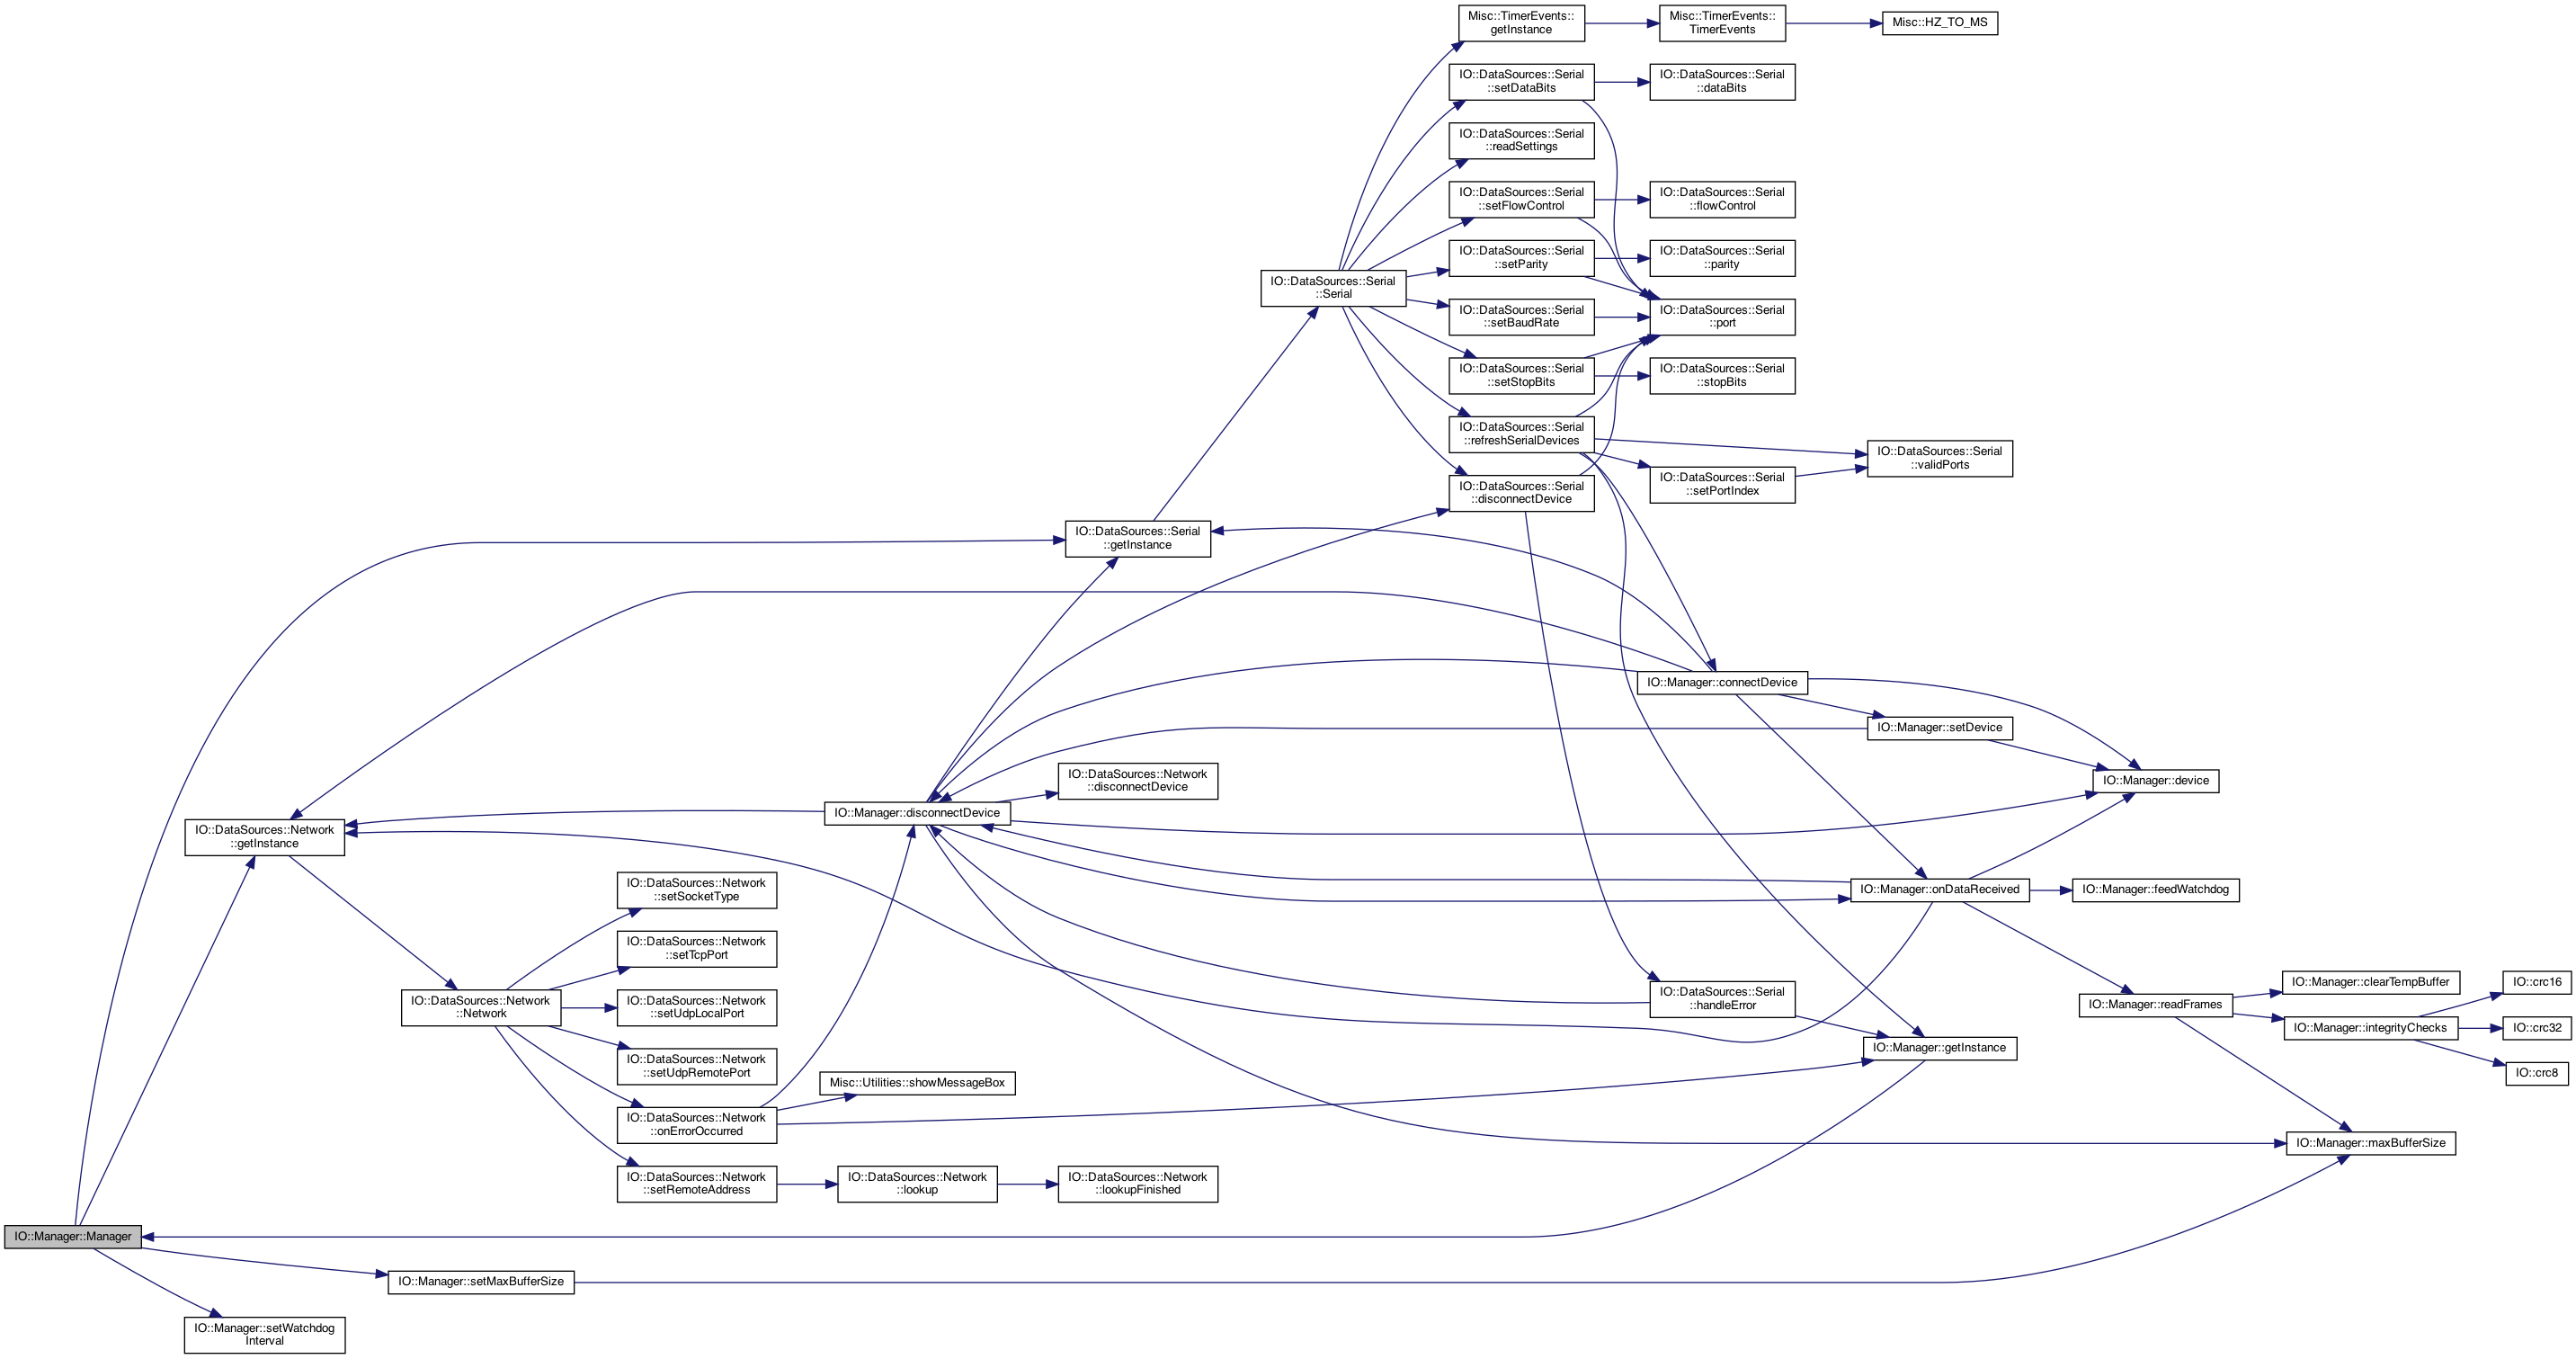 Misc::TimerEvents::
getInstance
Misc::TimerEvents::
TimerEvents
Misc::HZ_TO_MS
IO::DataSources::Serial
::setDataBits
IO::DataSources::Serial
::dataBits
IO::DataSources::Serial
::readSettings
IO::DataSources::Serial
::setFlowControl
IO::DataSources::Serial
::flowControl
IO::DataSources::Serial
::setParity
IO::DataSources::Serial
::parity
IO::DataSources::Serial
::Serial
IO::DataSources::Serial
::setBaudRate
IO::DataSources::Serial
::port
IO::DataSources::Serial
::setStopBits
IO::DataSources::Serial
::stopBits
IO::DataSources::Serial
::refreshSerialDevices
IO::DataSources::Serial
::validPorts
IO::DataSources::Serial
::disconnectDevice
IO::DataSources::Serial
::setPortIndex
IO::DataSources::Serial
::getInstance
IO::Manager::connectDevice
IO::Manager::setDevice
IO::DataSources::Network
::disconnectDevice
IO::Manager::device
IO::Manager::disconnectDevice
IO::DataSources::Network
::getInstance
IO::DataSources::Network
::setSocketType
IO::Manager::onDataReceived
IO::Manager::feedWatchdog
IO::DataSources::Network
::setTcpPort
IO::DataSources::Network
::Network
IO::DataSources::Network
::setUdpLocalPort
IO::DataSources::Serial
::handleError
IO::Manager::readFrames
IO::Manager::clearTempBuffer
IO::crc16
IO::Manager::integrityChecks
IO::crc32
IO::DataSources::Network
::setUdpRemotePort
IO::Manager::getInstance
IO::crc8
Misc::Utilities::showMessageBox
IO::DataSources::Network
::onErrorOccurred
IO::Manager::maxBufferSize
IO::DataSources::Network
::setRemoteAddress
IO::DataSources::Network
::lookup
IO::DataSources::Network
::lookupFinished
IO::Manager::Manager
IO::Manager::setMaxBufferSize
IO::Manager::setWatchdog
Interval